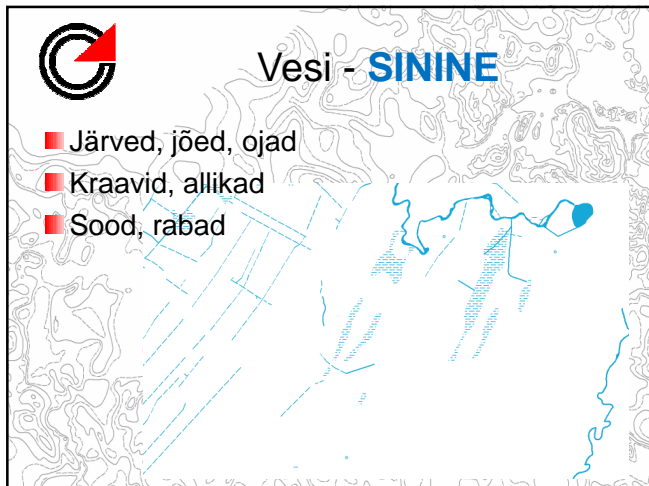 Vesi - SININE
Järved, jõed, ojad
Kraavid, allikad
Sood, rabad